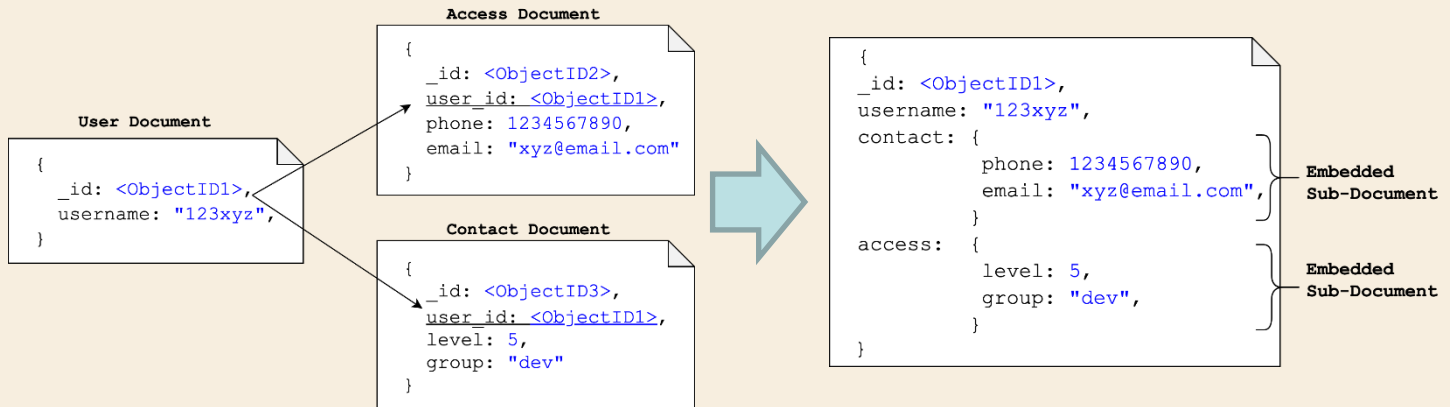 User Document
{
_id: <ObjectID1>,
username: "123xyz",
}
Access Document
{
_id: <ObjectID2>,
user_id: <ObjectID1>,
phone: 1234567890,
email: "xyz@email.com"
}
Contact Document
{
_id: <ObjectID3>,
user_id: <ObjectID1>,
level: 5,
group: "dev"
}
{
_id: <ObjectID1>,
username: "123xyz",
contact: {
phone: 1234567890,
email: "xyz@email.com",
}
access: {
level: 5,
group: "dev",
}
}
Embedded
Sub-Document
Embedded
Sub-Document